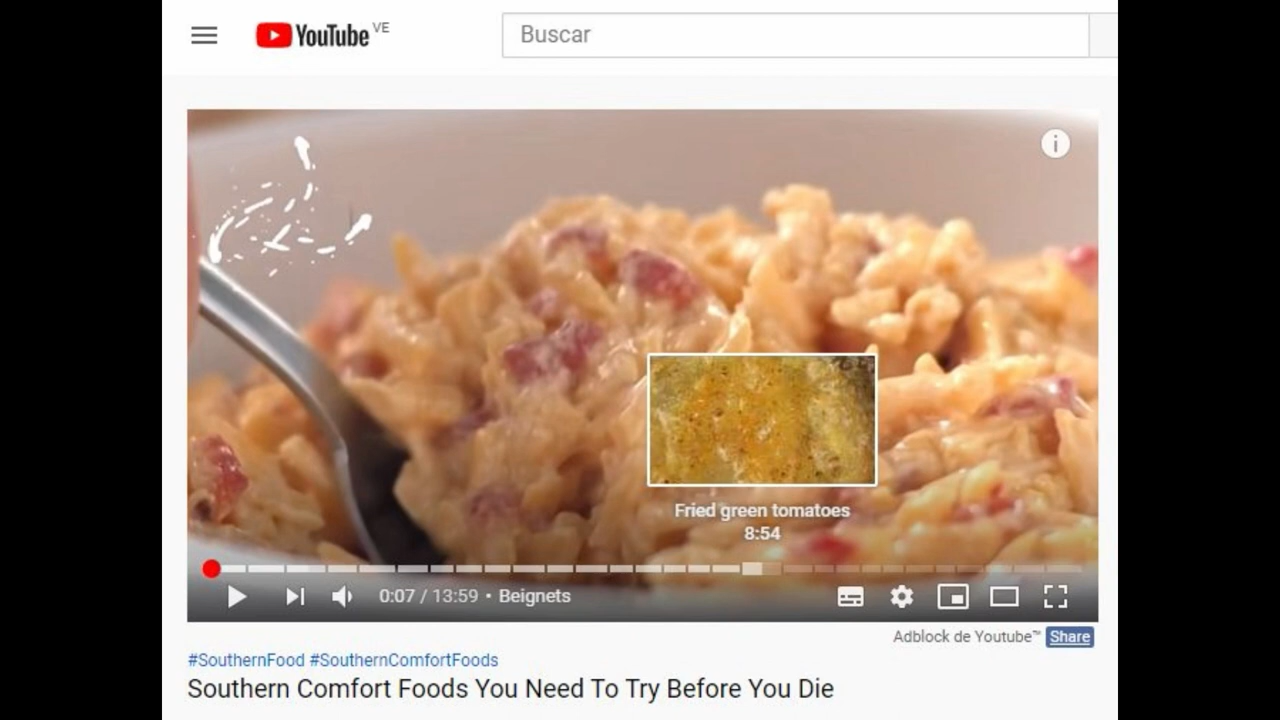 YouTube VE
Buscar
Fried green tomatoes
8:54
0:07 / 13:59 • Beignets
Adblock de Youtube™ Share
#SouthernFood #SouthernComfortFoods
Southern Comfort Foods You Need To Try Before You Die